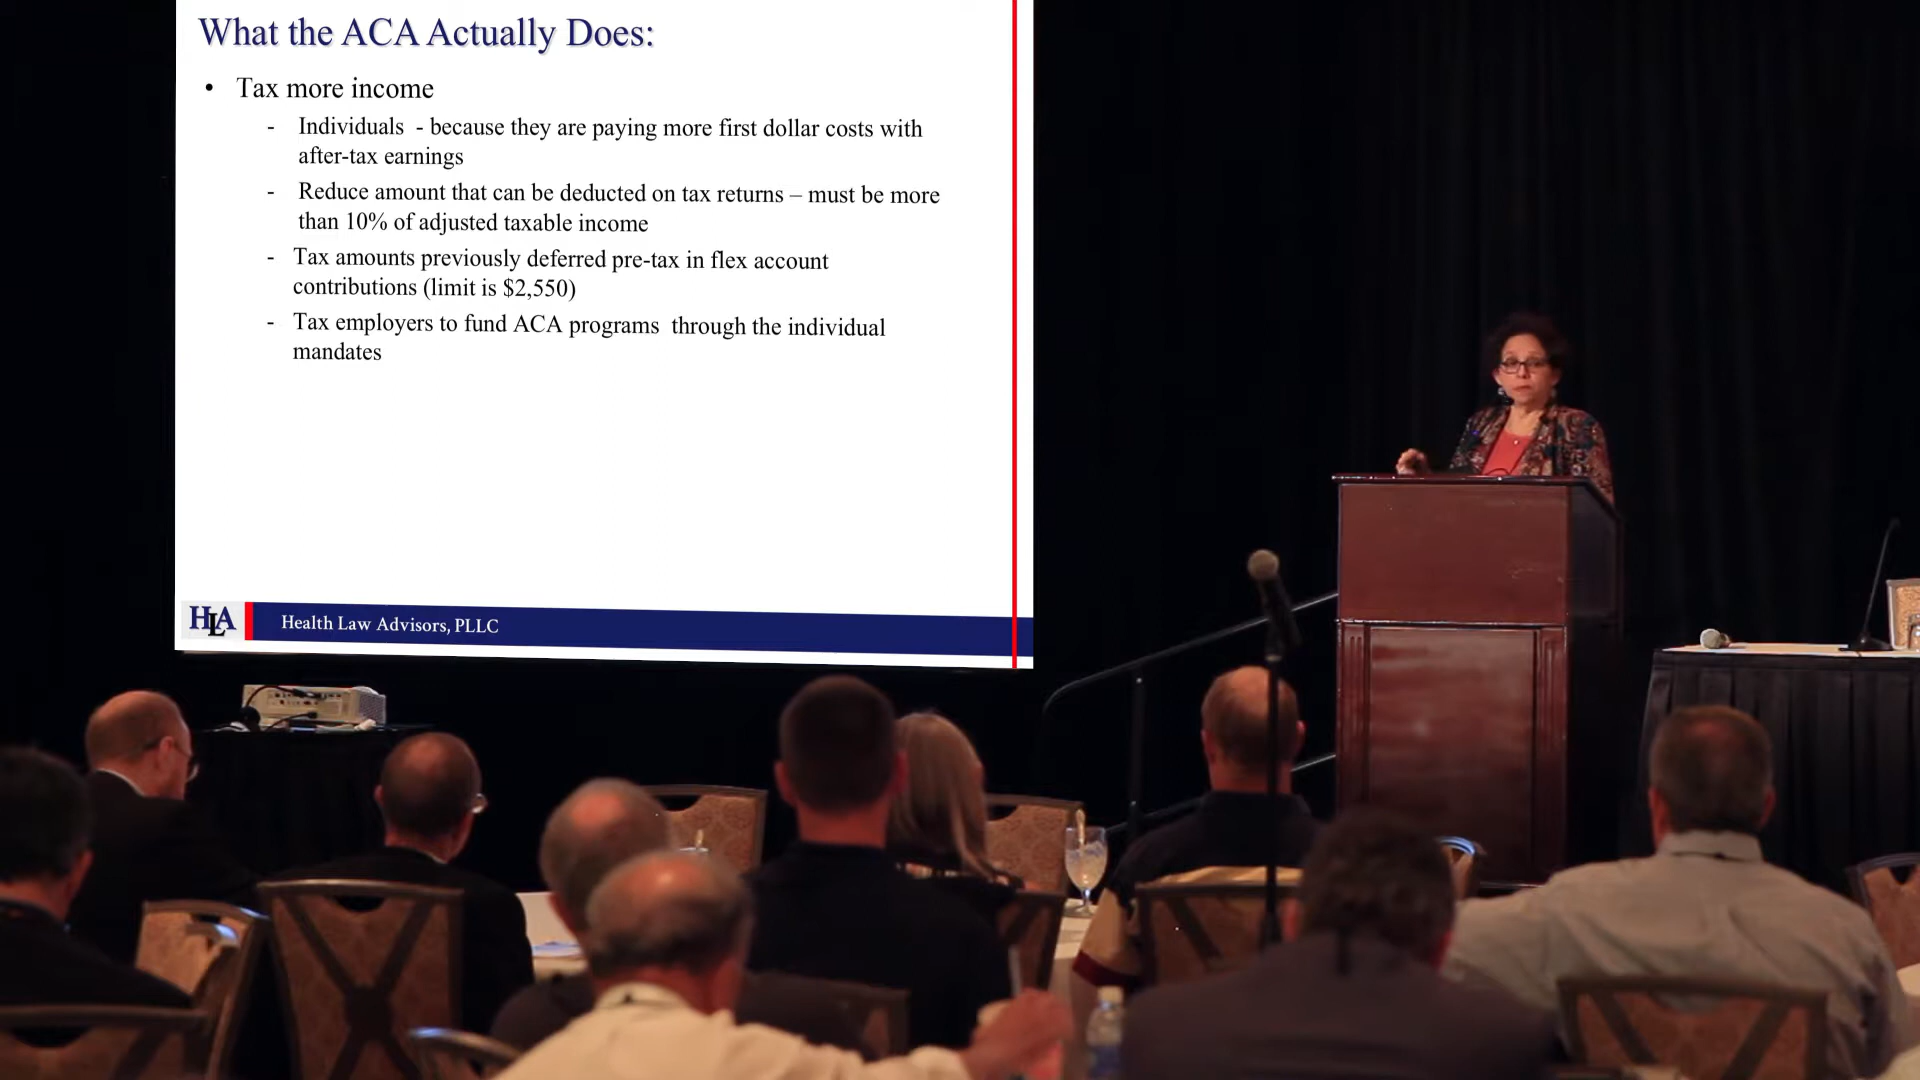 What the ACA Actually Does:
• Tax more income
- Individuals - because they are paying more first dollar costs with
after-tax earnings
- Reduce amount that can be deducted on tax returns – must be more
than 10% of adjusted taxable income
- Tax amounts previously deferred pre-tax in flex account
contributions (limit is $2,550)
- Tax employers to fund ACA programs through the individual
mandates
HLA
Health Law Advisors, PLLC